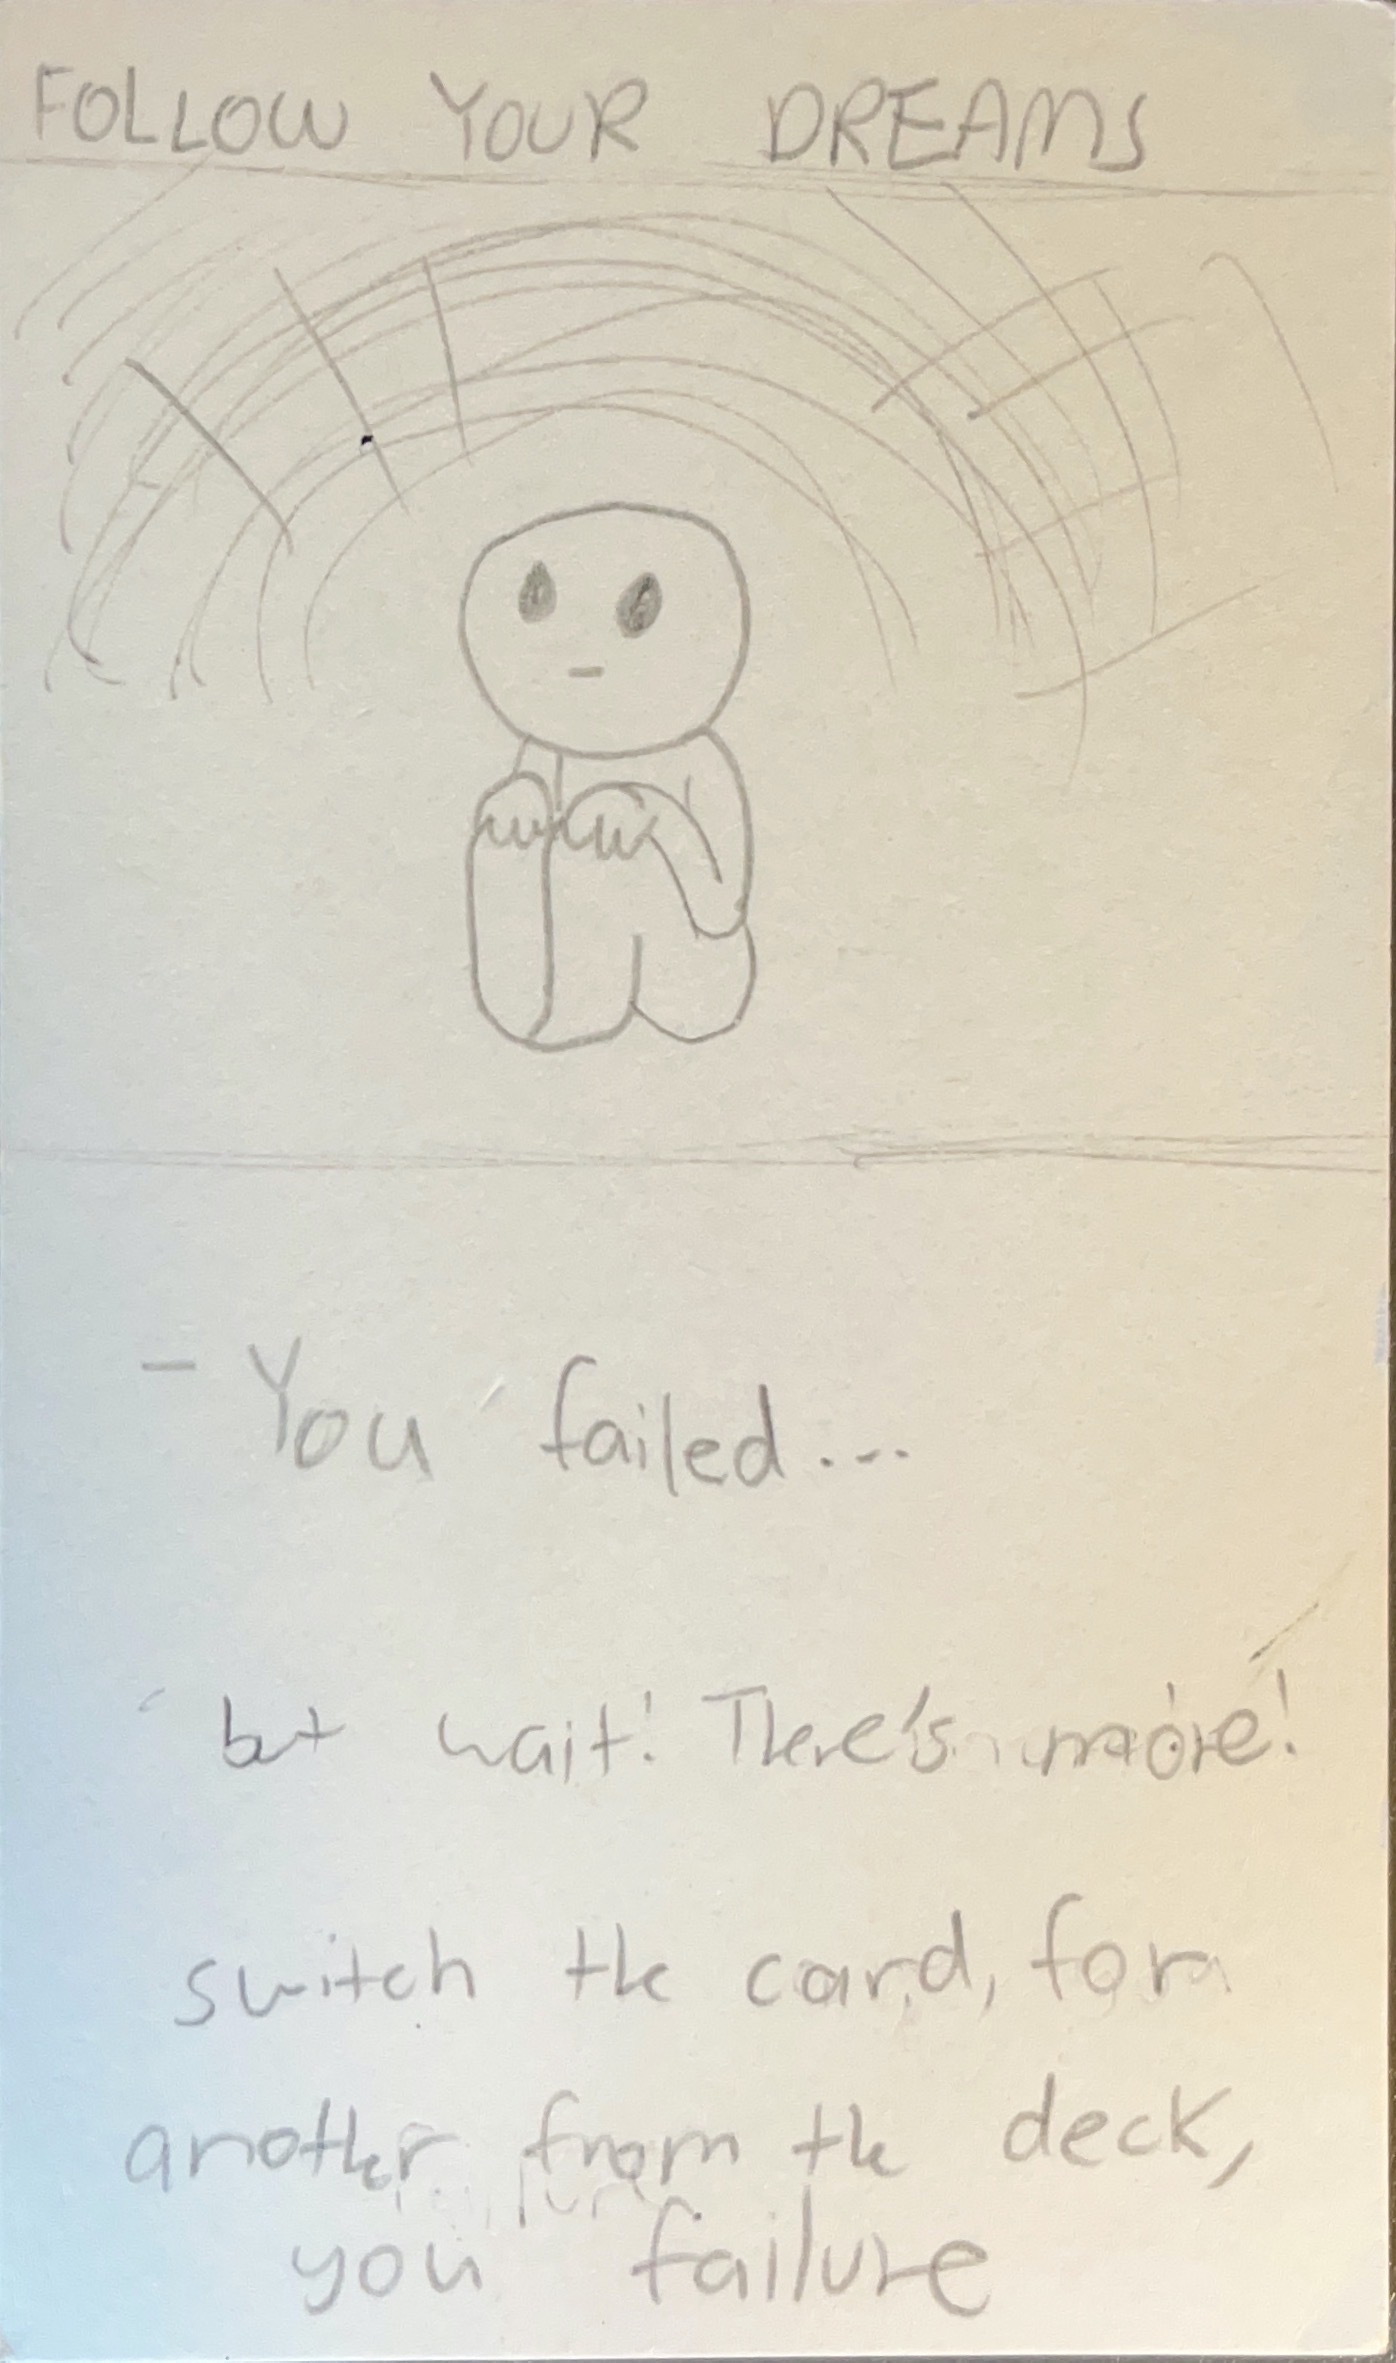 FOLLOW YOUR DREAMS
- You failed...
but wait! There's more!
switch the card, for
another from the deck,
you failure